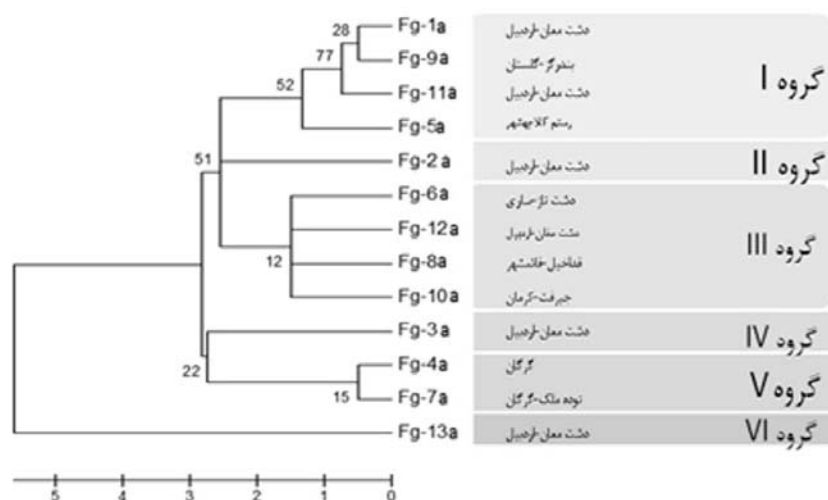 28 Fg-1a دشت مغان-اردبیل
77 Fg-9a بندرگز-گلستان
52 Fg-11a دشت مغان-اردبیل
Fg-5a رستم کلا-بهشهر
گروه I
51 Fg-2a دشت مغان-اردبیل
گروه II
Fg-6a دشت ناز-ساری
Fg-12a دشت مغان-اردبیل
12 Fg-8a قائمشهر
Fg-10a جیرفت-کرمان
گروه III
Fg-3a دشت مغان-اردبیل
گروه IV
22 Fg-4a گرگان
15 Fg-7a توده ملک-گرگان
گروه V
Fg-13a دشت مغان-اردبیل
گروه VI
5 4 3 2 1 0